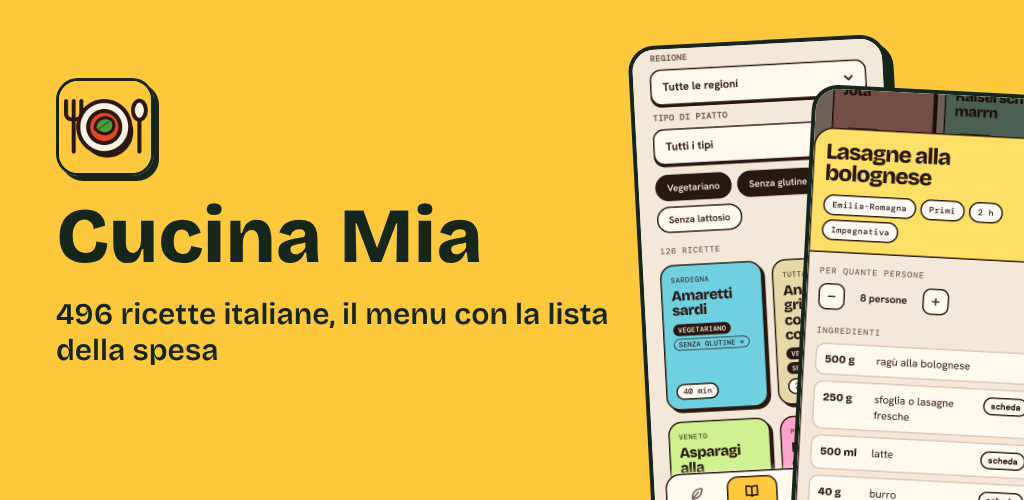 Cucina Mia
496 ricette italiane, il menu con la lista
della spesa
REGIONE
Tutte le regioni
TIPO DI PIATTO
Tutti i tipi
Vegetariano
Senza glutine
Senza lattosio
126 RICETTE
SARDEGNA
Amaretti
sardi
VEGETARIANO
SENZA GLUTINE *
40 min
VENETO
Asparagi
alla
marrn
Lasagne alla
bolognese
Emilia-Romagna
Primi
2 h
Impegnativa
PER QUANTE PERSONE
− 8 persone +
INGREDIENTI
500 g ragù alla bolognese
250 g sfoglia o lasagne
fresche
scheda
500 ml latte scheda
40 g burro